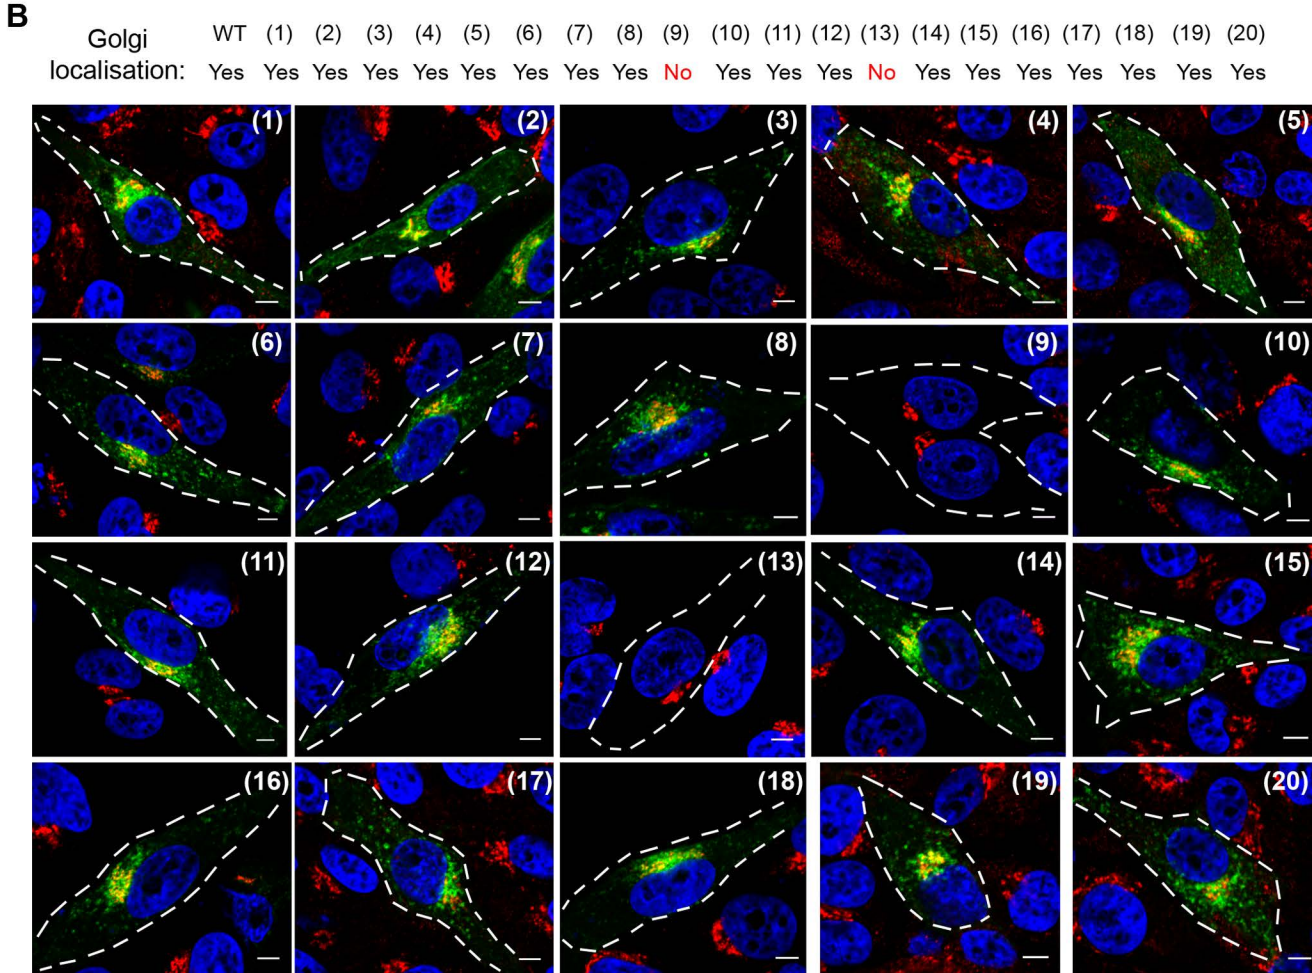 B
Golgi WT (1) (2) (3) (4) (5) (6) (7) (8) (9) (10) (11) (12) (13) (14) (15) (16) (17) (18) (19) (20)
localisation: Yes Yes Yes Yes Yes Yes Yes Yes Yes No Yes Yes Yes No Yes Yes Yes Yes Yes Yes Yes
(1) (2) (3) (4) (5)
(6) (7) (8) (9) (10)
(11) (12) (13) (14) (15)
(16) (17) (18) (19) (20)